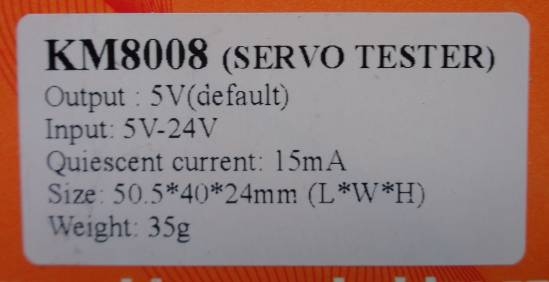 KM8008 (SERVO TESTER)
Output : 5V(default)
Input: 5V-24V
Quiescent current: 15mA
Size: 50.5*40*24mm (L*W*H)
Weight: 35g